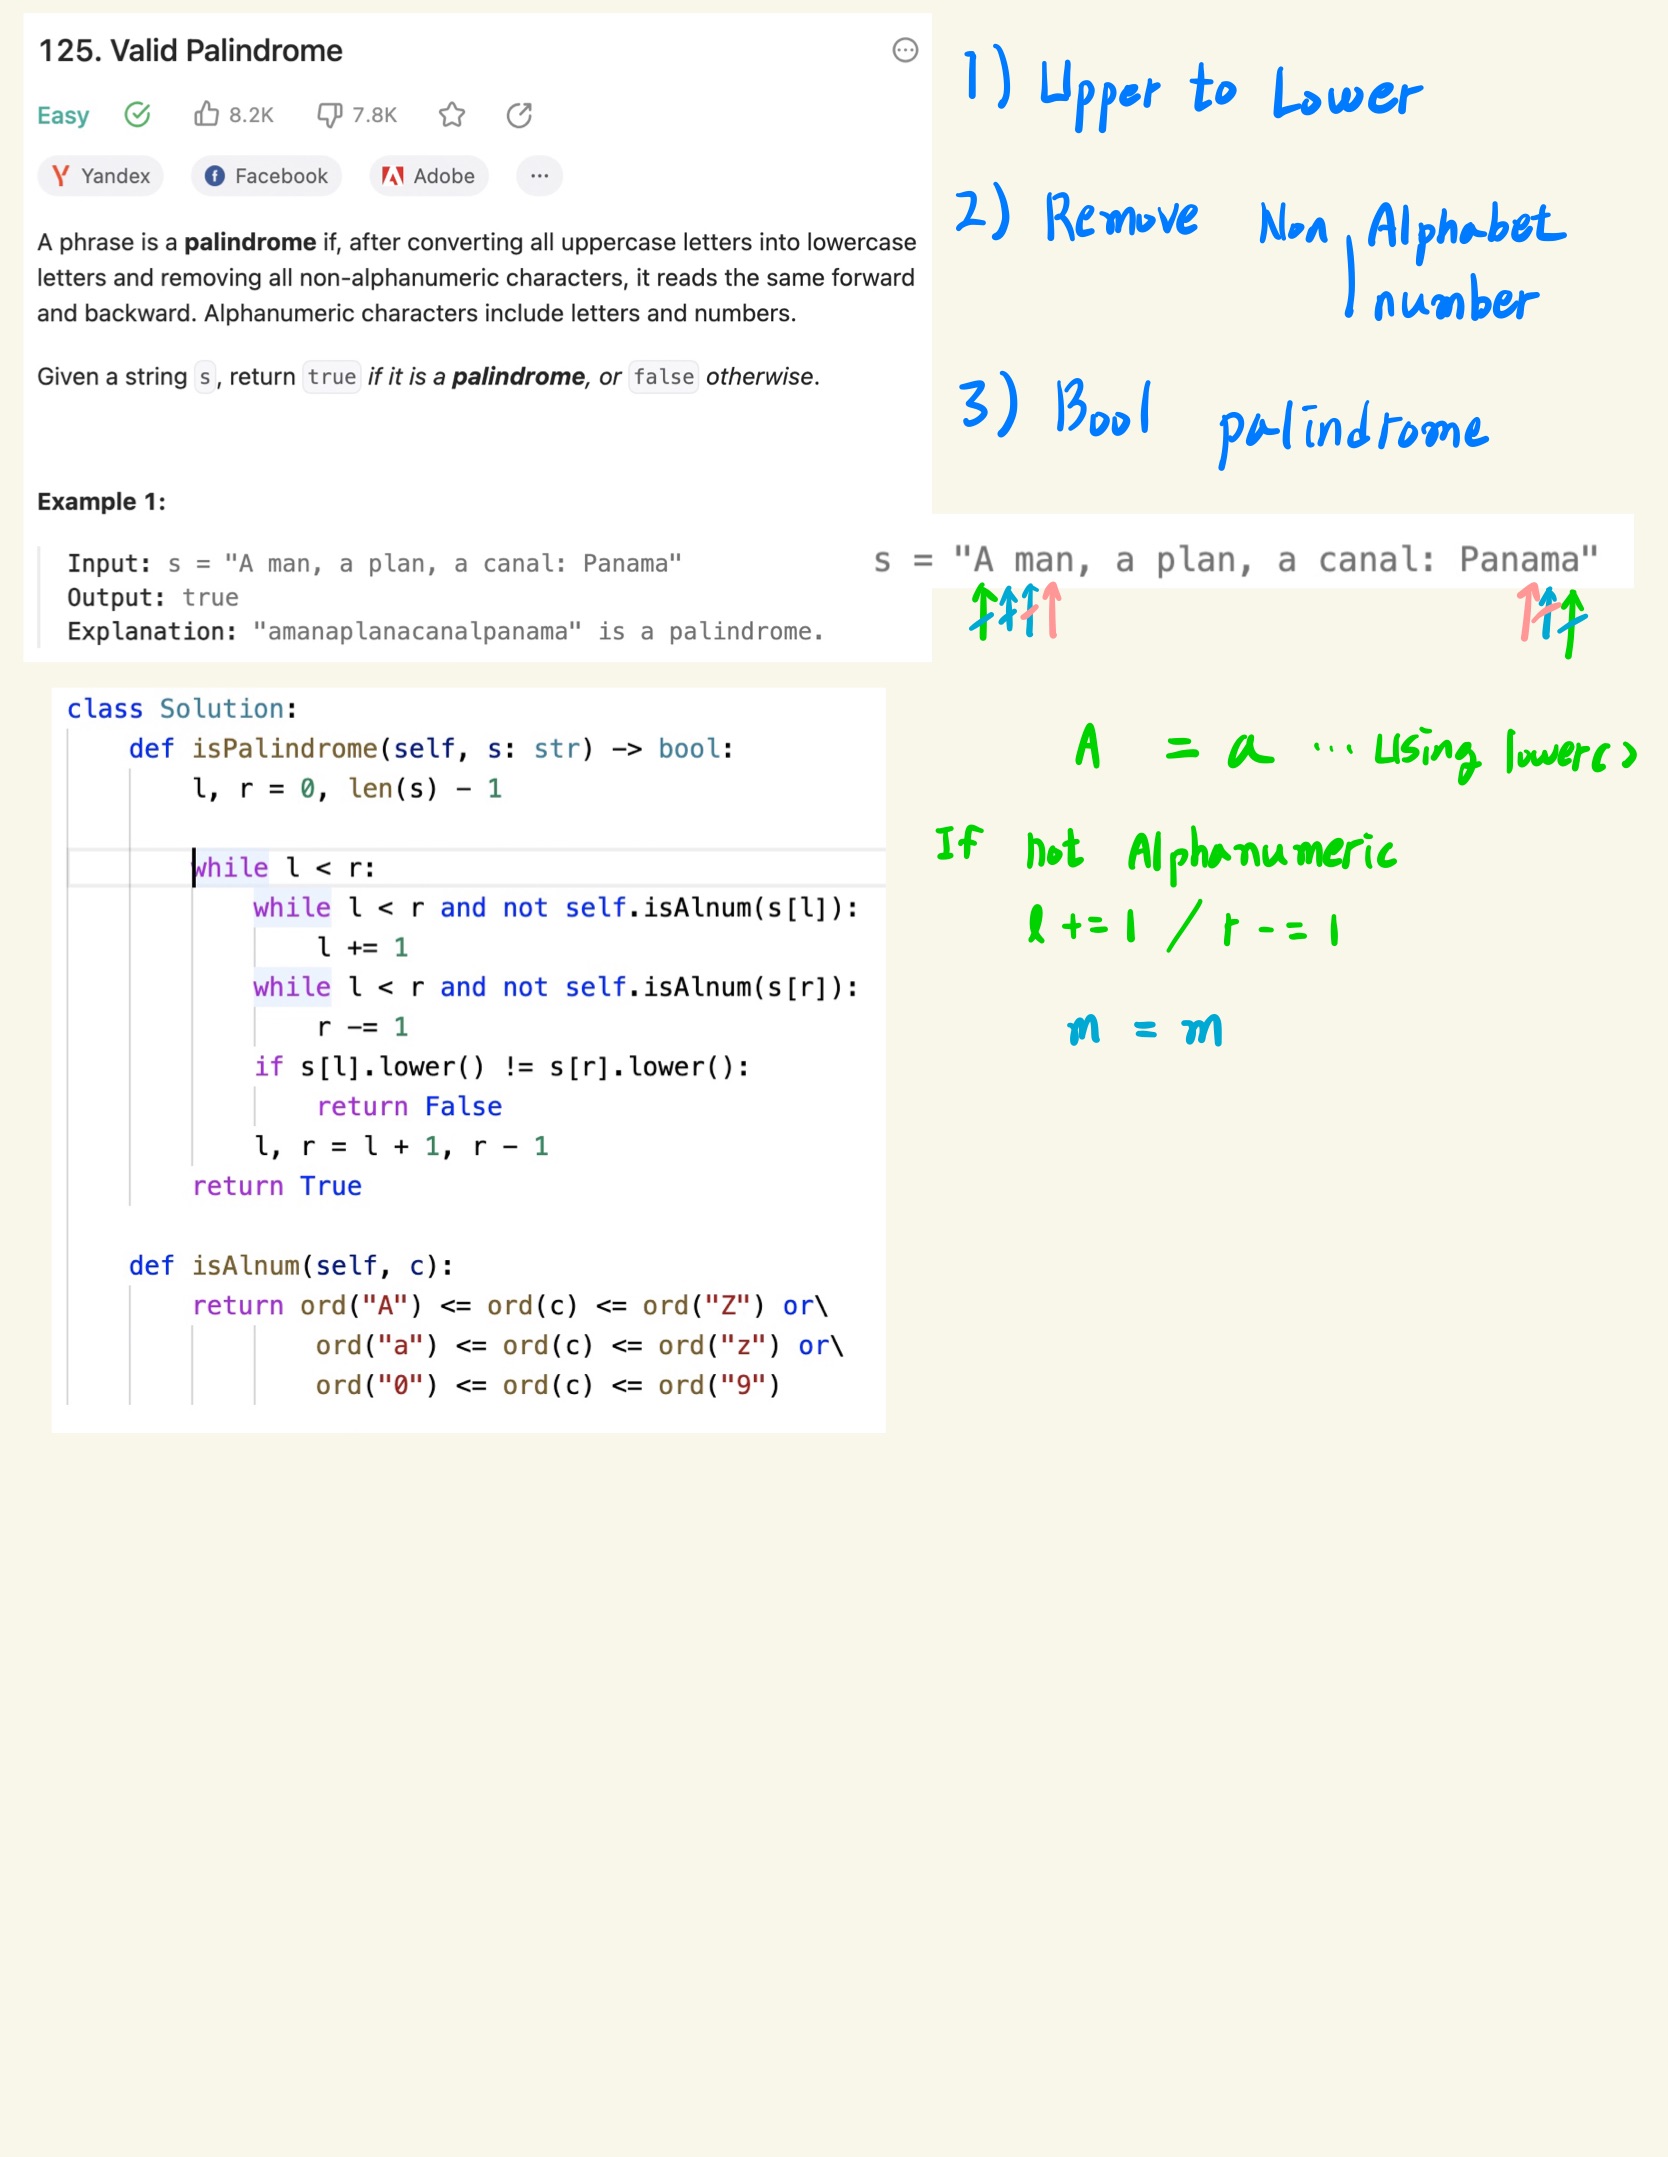 125. Valid Palindrome
Easy 8.2K 7.8K
Yandex Facebook Adobe ...
A phrase is a palindrome if, after converting all uppercase letters into lowercase
letters and removing all non-alphanumeric characters, it reads the same forward
and backward. Alphanumeric characters include letters and numbers.
Given a string s, return true if it is a palindrome, or false otherwise.
Example 1:
Input: s = "A man, a plan, a canal: Panama"
Output: true
Explanation: "amanaplanacanalpanama" is a palindrome.
1) Upper to Lower
2) Remove Non Alphabet
number
3) Bool palindrome
s = "A man, a plan, a canal: Panama"
class Solution:
def isPalindrome(self, s: str) -> bool:
l, r = 0, len(s) - 1
while l < r:
while l < r and not self.isAlnum(s[l]):
l += 1
while l < r and not self.isAlnum(s[r]):
r -= 1
if s[l].lower() != s[r].lower():
return False
l, r = l + 1, r - 1
return True
def isAlnum(self, c):
return ord("A") <= ord(c) <= ord("Z") or\
ord("a") <= ord(c) <= ord("z") or\
ord("0") <= ord(c) <= ord("9")
A = a ... Using lower()
If not Alphanumeric
l += 1 / r -= 1
m = m